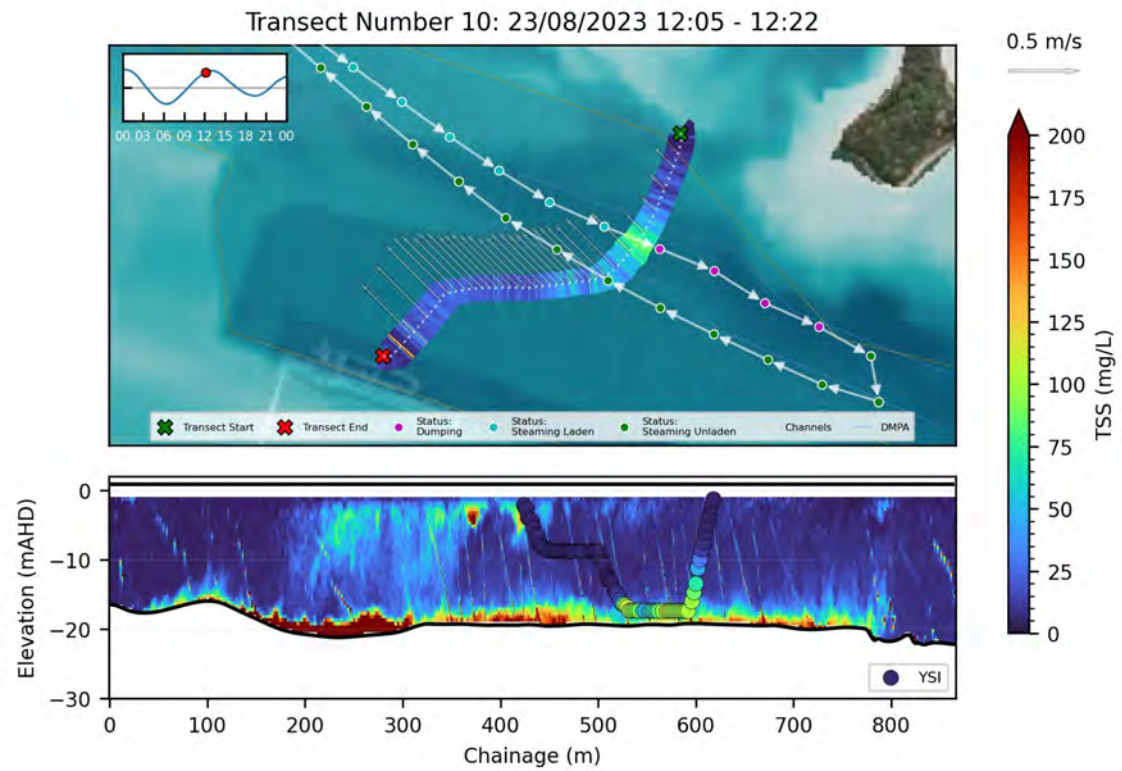 Transect Number 10: 23/08/2023 12:05 - 12:22
0.5 m/s
00 03 06 09 12 15 18 21 00
Transect Start
Transect End
Status:
Dumping
Status:
Steaming Laden
Status:
Steaming Unladen
Channels
DMPA
200
175
150
125
100
75
50
25
0
TSS (mg/L)
0
−10
−20
−30
Elevation (mAHD)
YSI
0 100 200 300 400 500 600 700 800
Chainage (m)